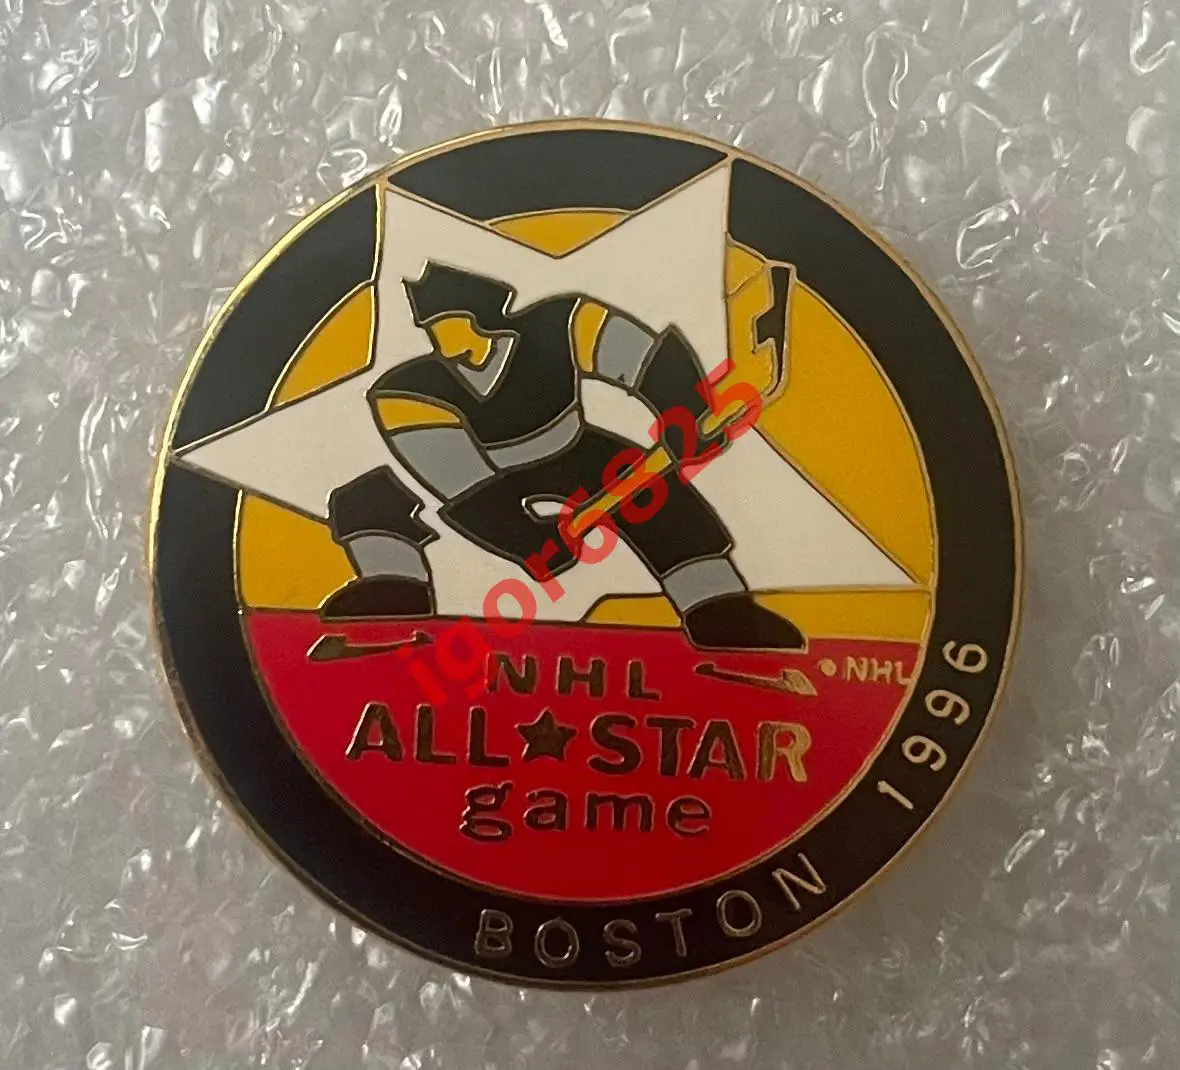 NHL
ALL★STAR
game
• NHL
BOSTON 1996
igor6825